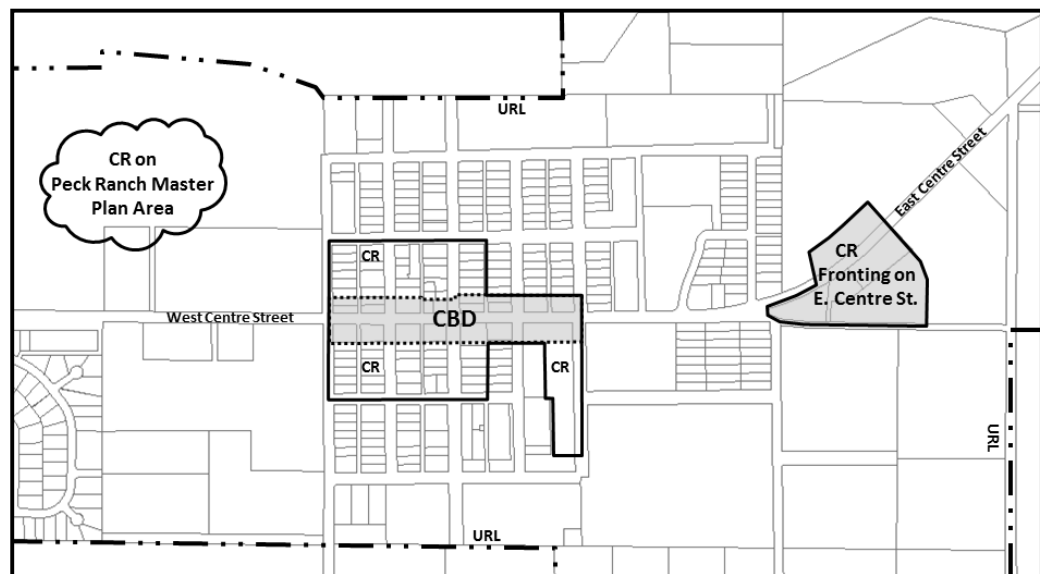 URL
CR on
Peck Ranch Master
Plan Area
East Centre Street
CR
CR
Fronting on
E. Centre St.
West Centre Street
CBD
CR
CR
URL
URL